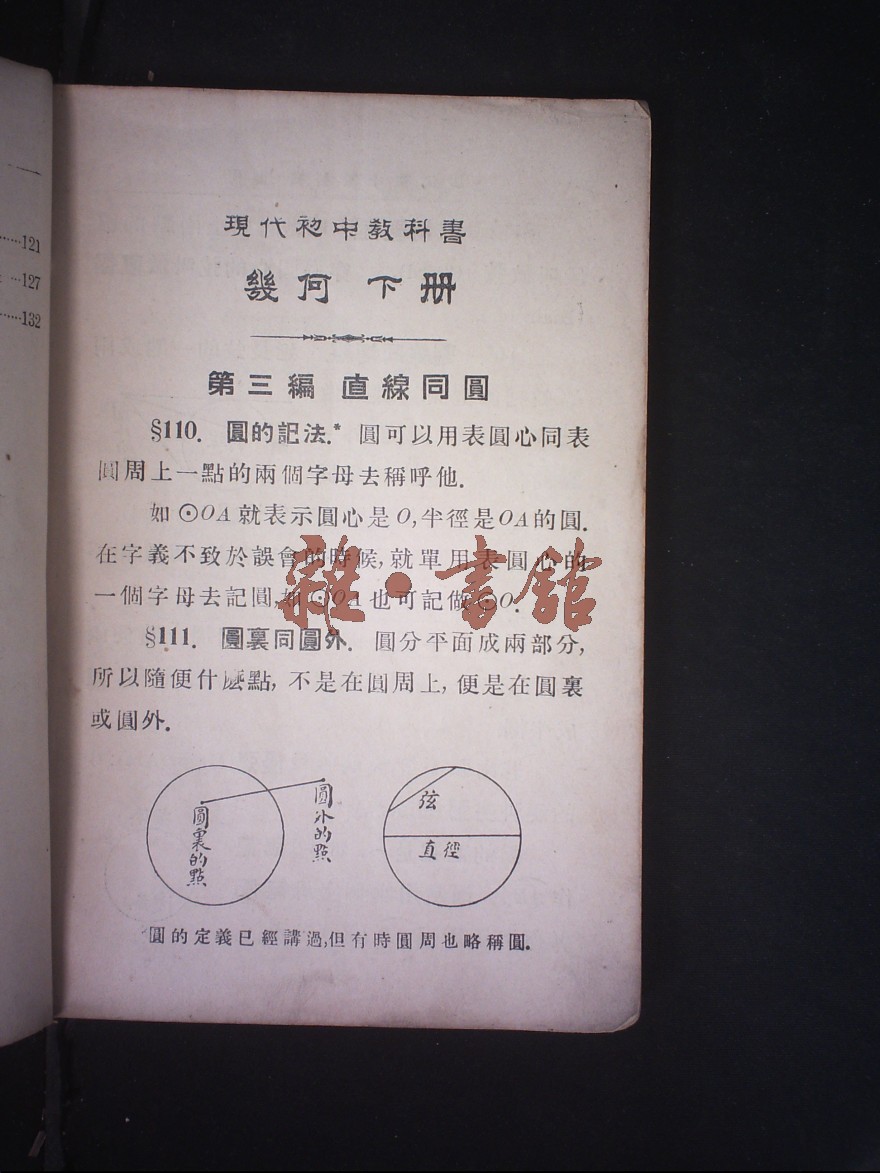 ……121
…127
……132
現代初中教科書
幾何 下册
第三編 直線同圓
§110. 圓的記法.* 圓可以用表圓心同表
圓周上一點的兩個字母去稱呼他.
如 ⊙OA 就表示圓心是 O,半徑是 OA 的圓.
在字義不致於誤會的時候,就單用表圓心的
一個字母去記圓,如⊙OA 也可記做⊙O.
雜·書館
§111. 圓裏同圓外. 圓分平面成兩部分,
所以隨便什麼點, 不是在圓周上, 便是在圓裏
或圓外.
圓裏的點
圓外的點
弦
直徑
*圓的定義已經講過,但有時圓周也略稱圓.